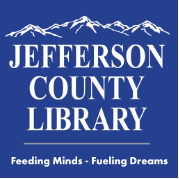 JEFFERSON
COUNTY
LIBRARY
Feeding Minds - Fueling Dreams